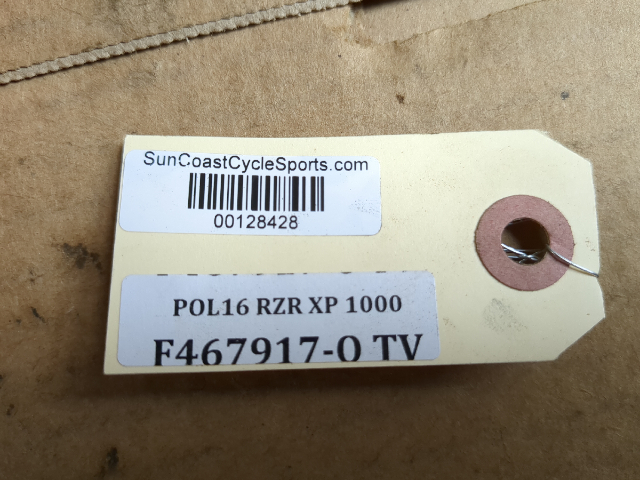 SunCoastCycleSports.com
00128428
POL16 RZR XP 1000
F467917-O TV